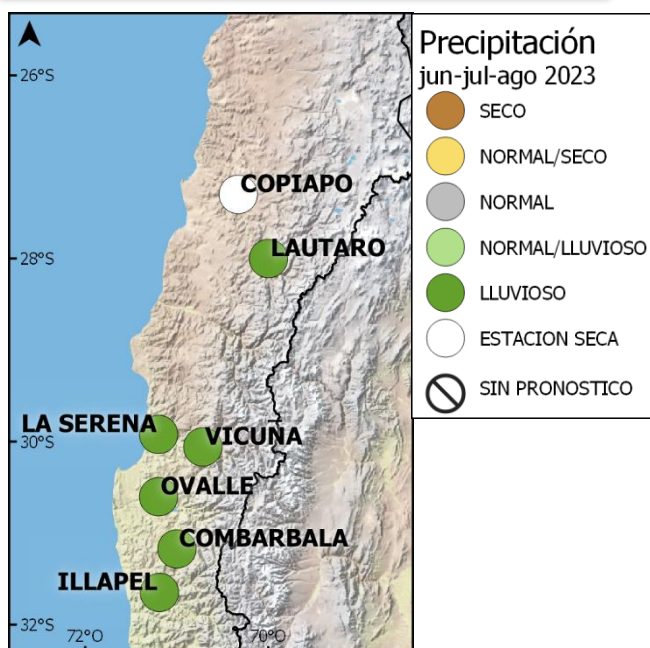 26°S
28°S
30°S
32°S
72°O
70°O
COPIAPO
LAUTARO
LA SERENA
VICUNA
OVALLE
COMBARBALA
ILLAPEL
Precipitación
jun-jul-ago 2023
SECO
NORMAL/SECO
NORMAL
NORMAL/LLUVIOSO
LLUVIOSO
ESTACION SECA
SIN PRONOSTICO